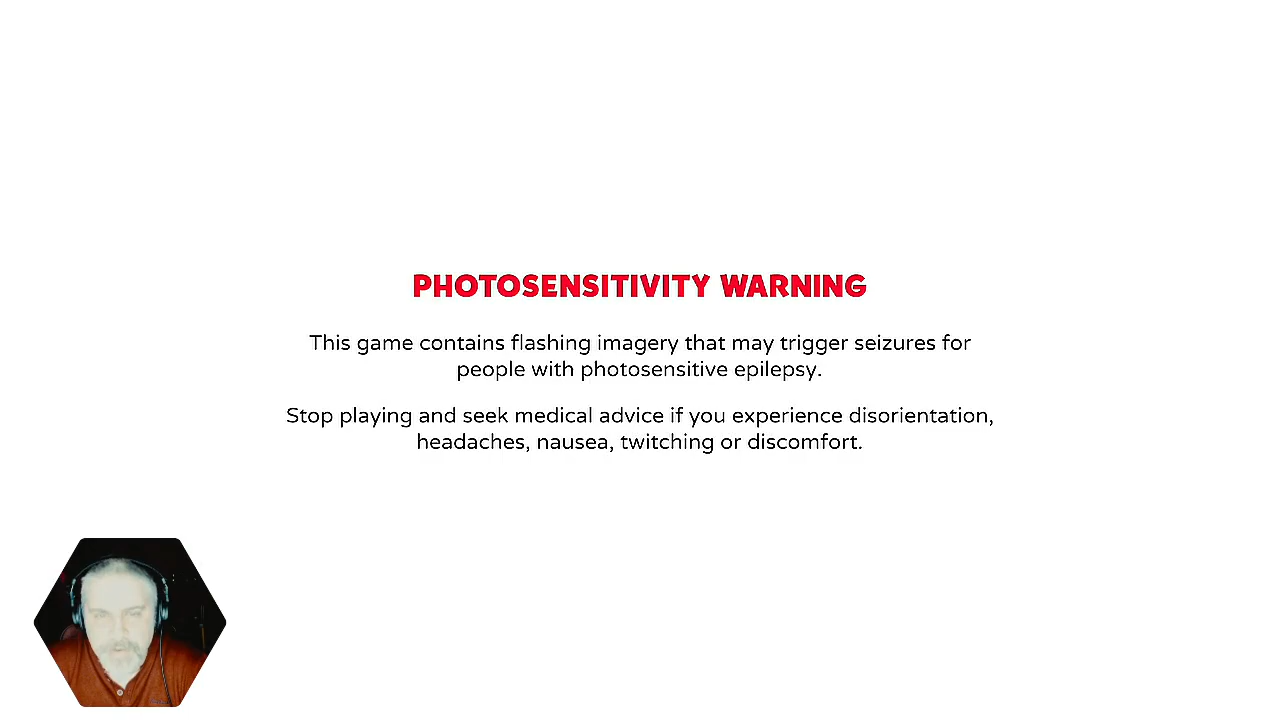 PHOTOSENSITIVITY WARNING
This game contains flashing imagery that may trigger seizures for
people with photosensitive epilepsy.
Stop playing and seek medical advice if you experience disorientation,
headaches, nausea, twitching or discomfort.